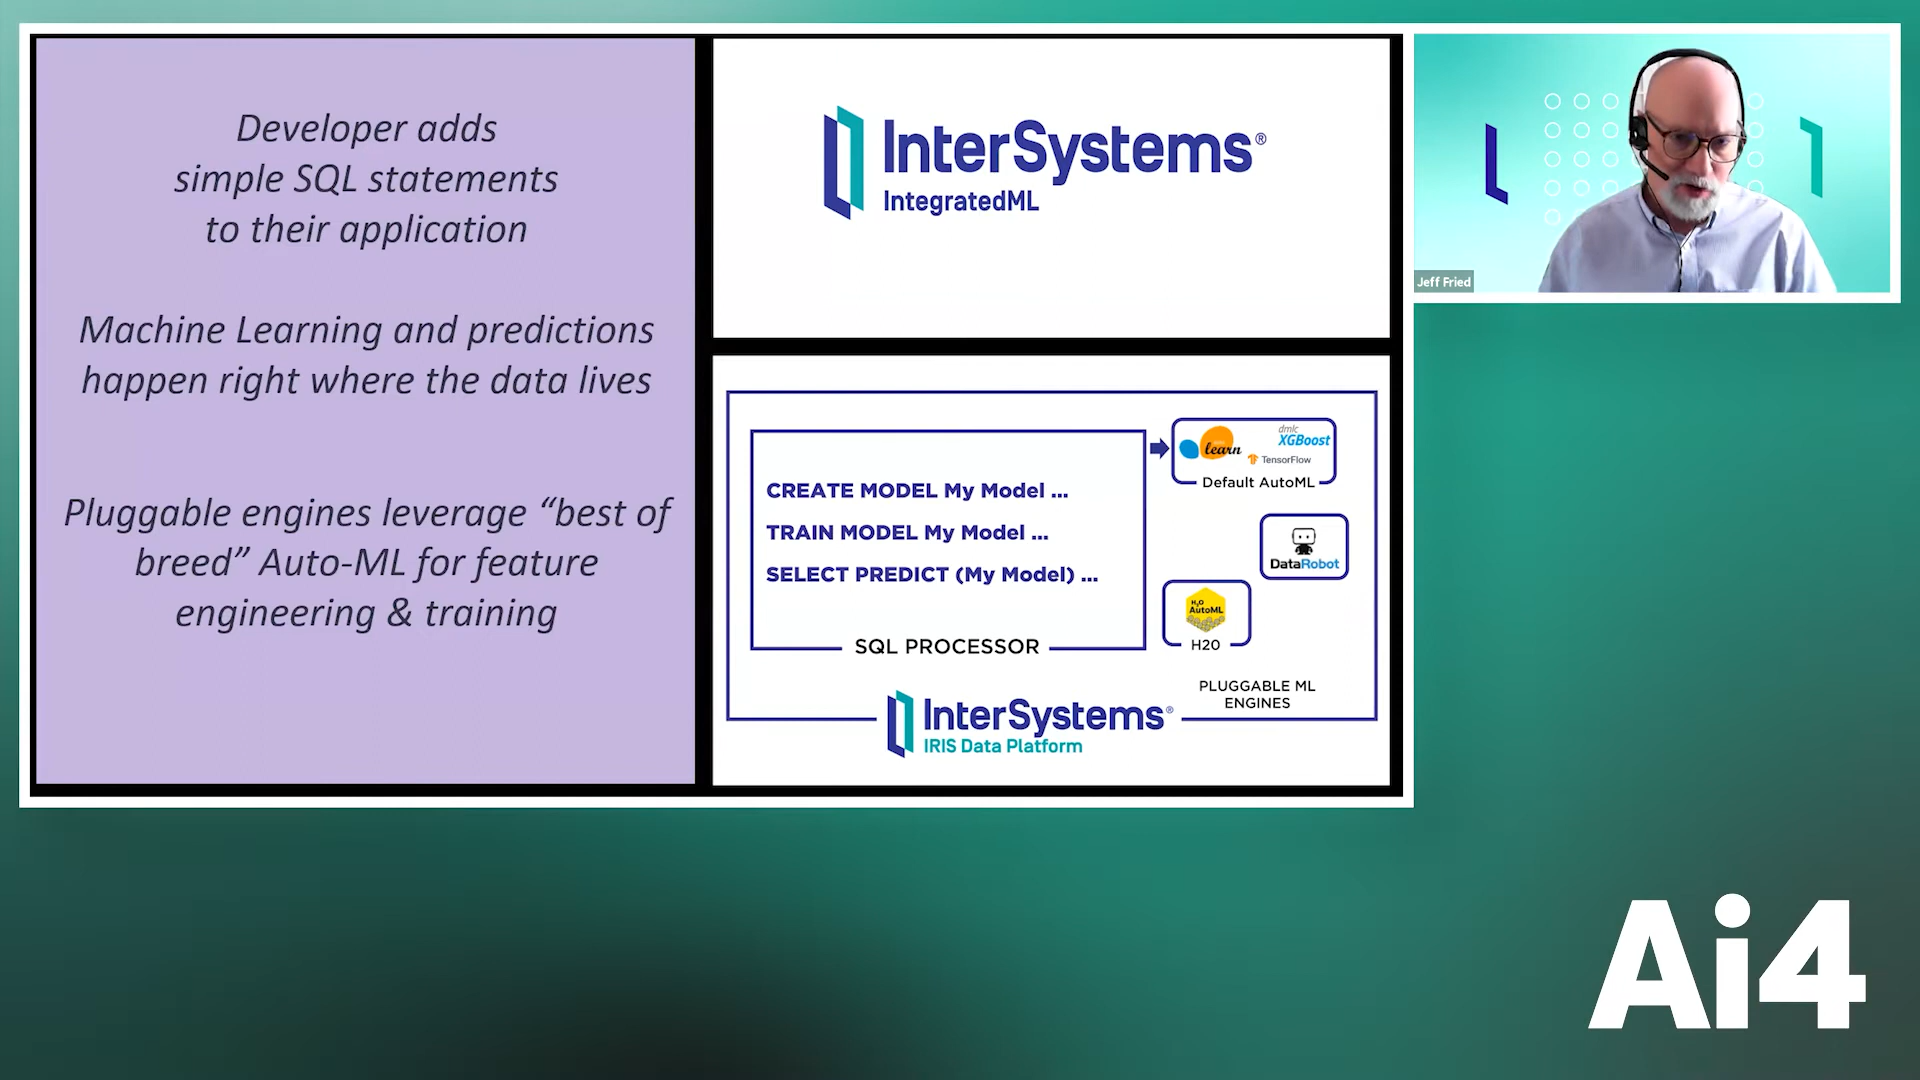 Developer adds
simple SQL statements
to their application
Machine Learning and predictions
happen right where the data lives
Pluggable engines leverage “best of
breed” Auto-ML for feature
engineering & training
InterSystems®
IntegratedML
CREATE MODEL My Model ...
TRAIN MODEL My Model ...
SELECT PREDICT (My Model) ...
SQL PROCESSOR
learn
dmlc
XGBoost
TensorFlow
Default AutoML
DataRobot
H2O
AutoML
H20
PLUGGABLE ML
ENGINES
InterSystems®
IRIS Data Platform
Jeff Fried
Ai4